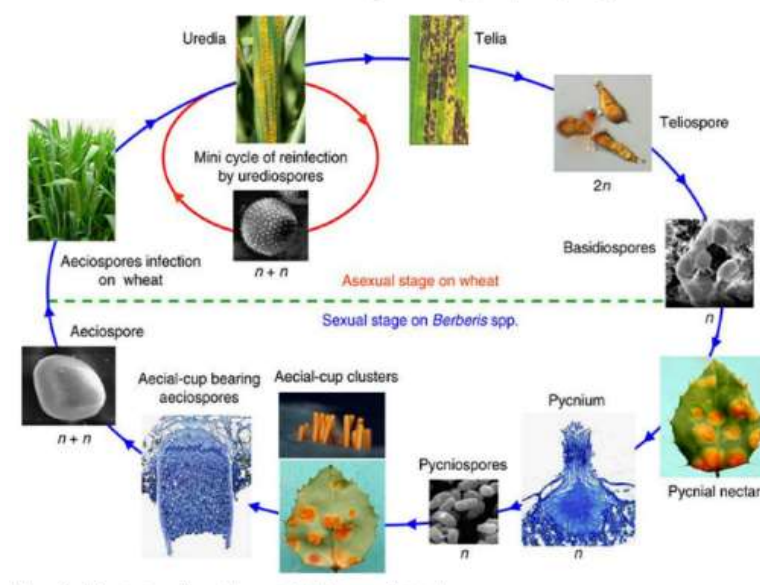 Uredia
Telia
Teliospore
2n
Mini cycle of reinfection
by urediospores
n + n
Basidiospores
n
Aeciospores infection
on wheat
Asexual stage on wheat
Sexual stage on Berberis spp.
Aeciospore
n + n
Aecial-cup bearing
aeciospores
Aecial-cup clusters
Pycniospores
n
Pycnium
n
Pycnial nectar